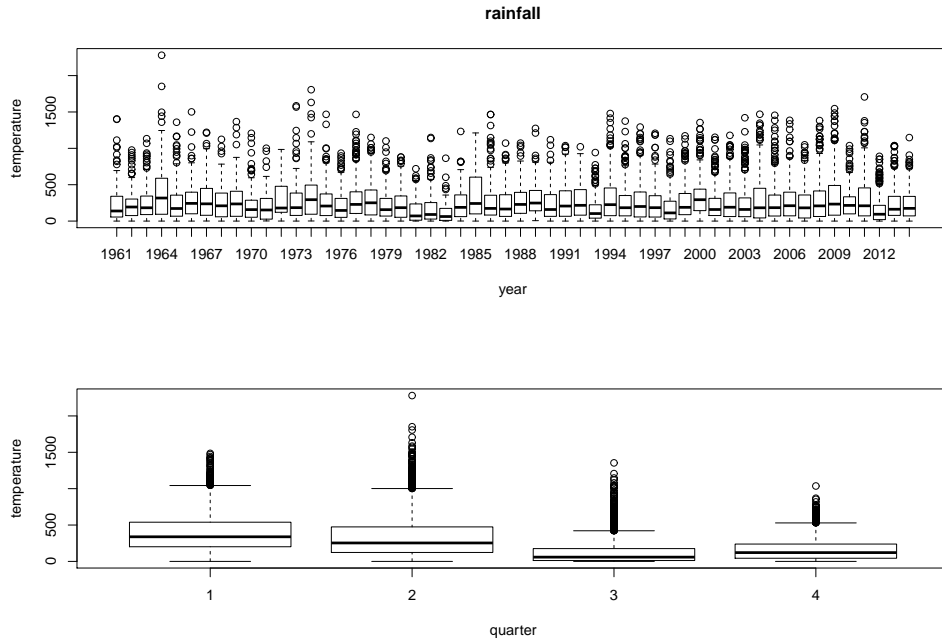 rainfall
temperature
0 500 1500
1961 1964 1967 1970 1973 1976 1979 1982 1985 1988 1991 1994 1997 2000 2003 2006 2009 2012
year
temperature
0 500 1500
1 2 3 4
quarter